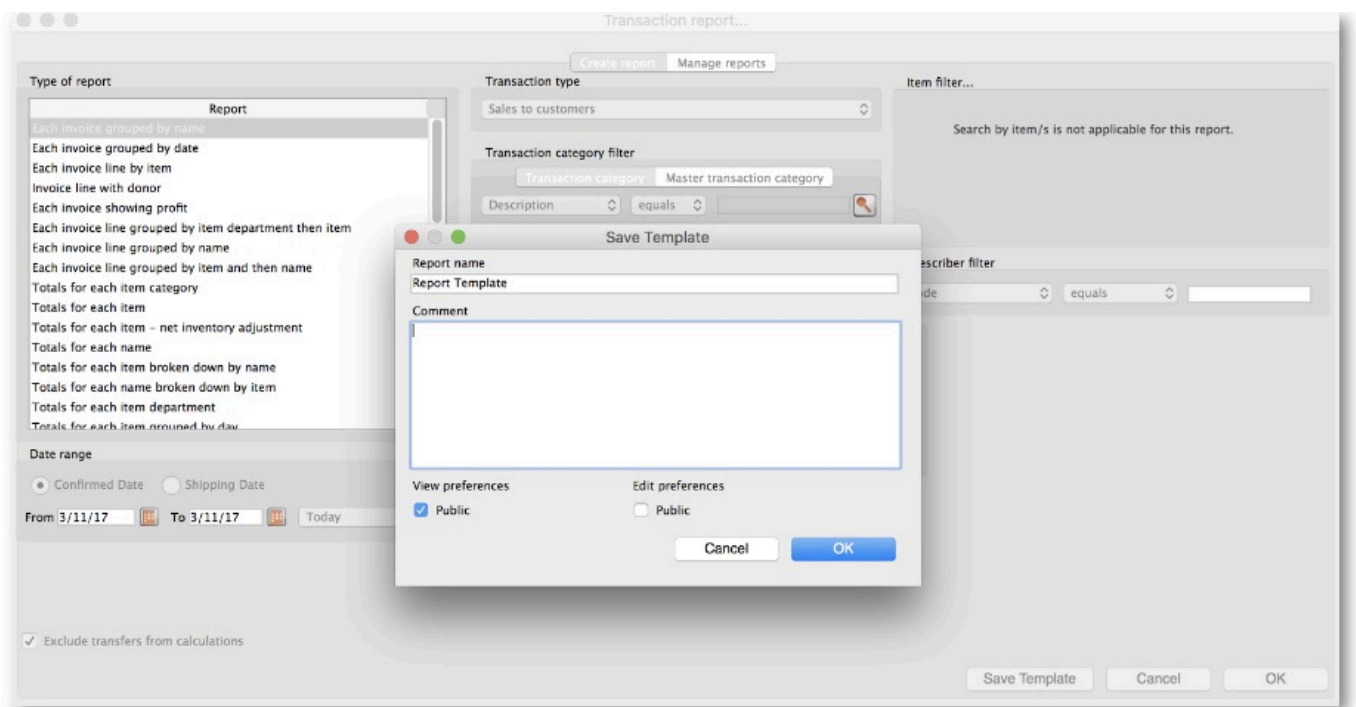 Transaction report...
Create report Manage reports
Type of report
Report
Each invoice grouped by name
Each invoice grouped by date
Each invoice line by item
Invoice line with donor
Each invoice showing profit
Each invoice line grouped by item department then item
Each invoice line grouped by name
Each invoice line grouped by item and then name
Totals for each item category
Totals for each item
Totals for each item - net inventory adjustment
Totals for each name
Totals for each item broken down by name
Totals for each name broken down by item
Totals for each item department
Totals for each item grouped by day
Date range
Confirmed Date Shipping Date
From 3/11/17 To 3/11/17 Today
Exclude transfers from calculations
Transaction type
Sales to customers
Transaction category filter
Transaction category Master transaction category
Description equals
Item filter...
Search by item/s is not applicable for this report.
filter
equals
Save Template
Report name
Report Template
Comment
View preferences Edit preferences
Public Public
Cancel OK
Save Template Cancel OK